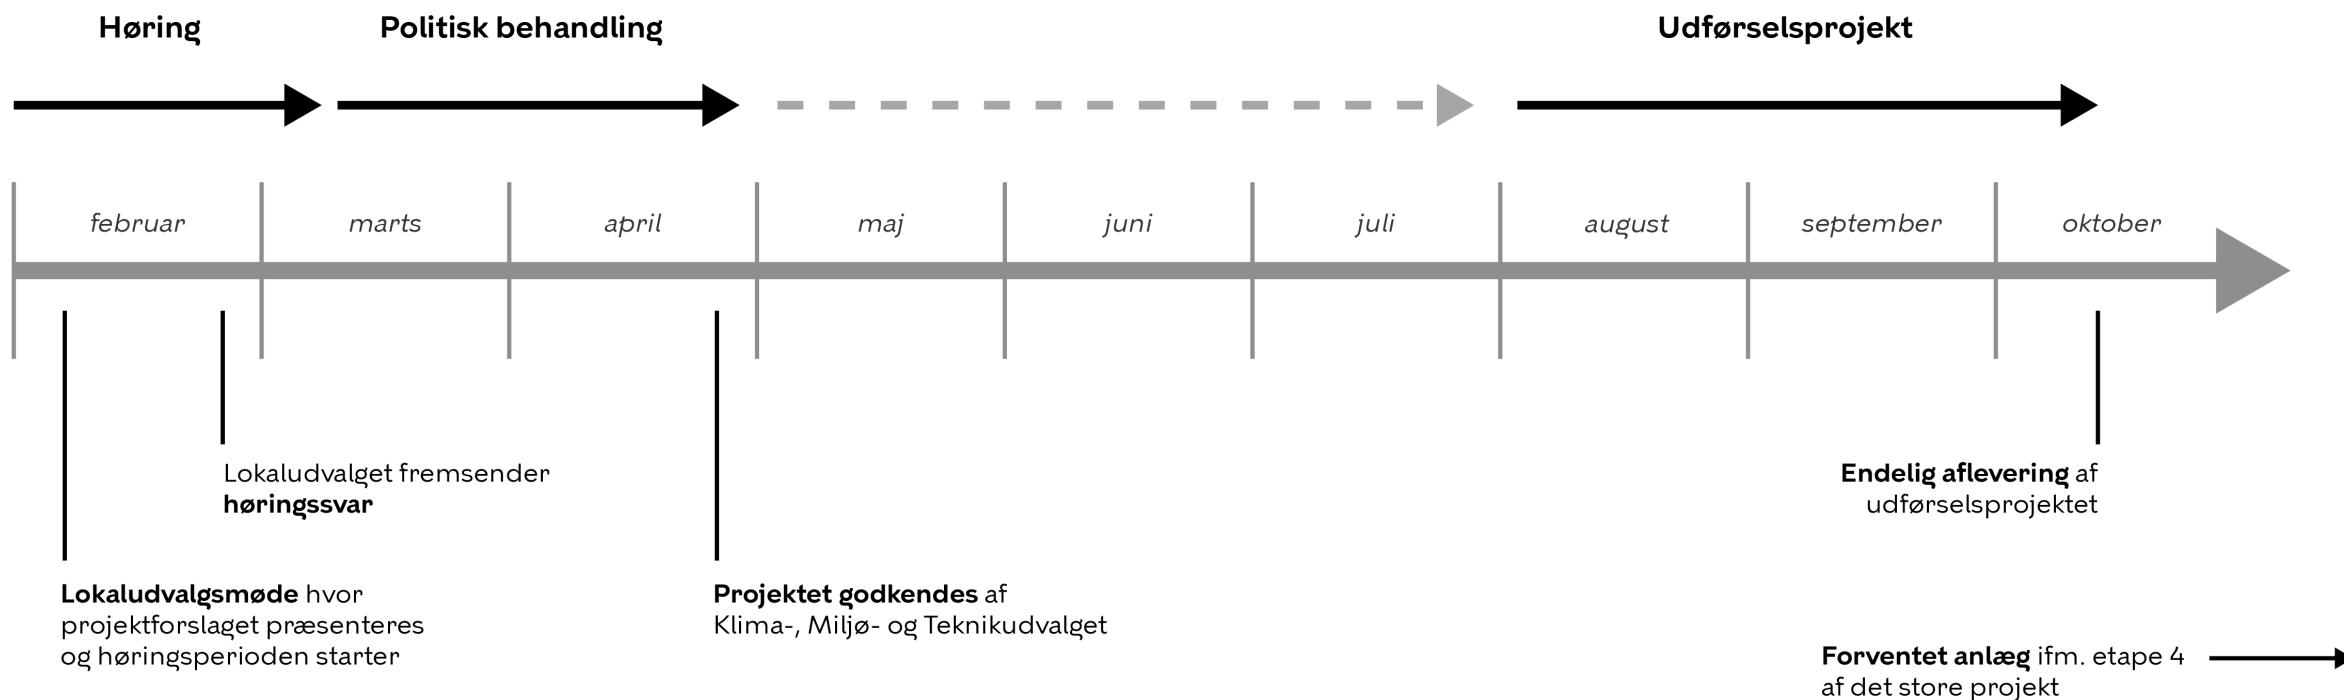 Høring
Politisk behandling
Udførselsprojekt
februar
marts
april
maj
juni
juli
august
september
oktober
Lokaludvalget fremsender
høringssvar
Endelig aflevering af
udførselsprojektet
Lokaludvalgsmøde hvor
projektforslaget præsenteres
og høringsperioden starter
Projektet godkendes af
Klima-, Miljø- og Teknikudvalget
Forventet anlæg ifm. etape 4
af det store projekt